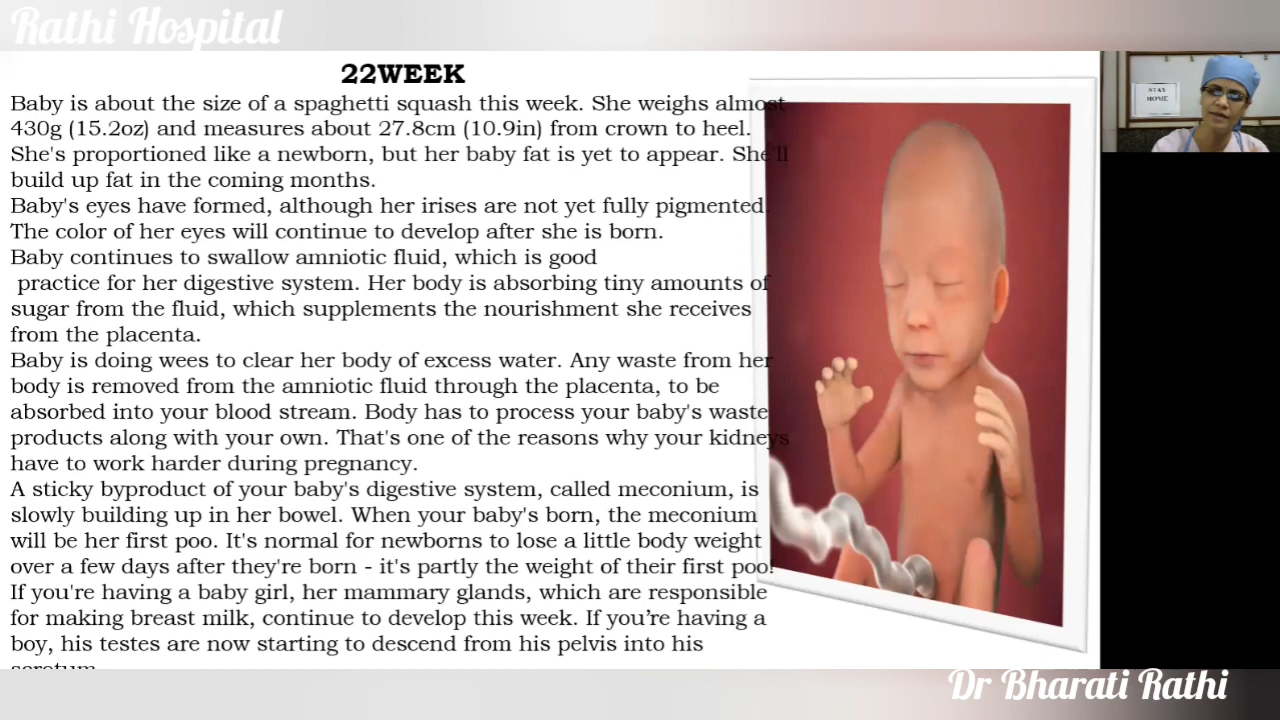 Rathi Hospital
22WEEK
Baby is about the size of a spaghetti squash this week. She weighs almost
430g (15.2oz) and measures about 27.8cm (10.9in) from crown to heel.
She's proportioned like a newborn, but her baby fat is yet to appear. She'll
build up fat in the coming months.
Baby's eyes have formed, although her irises are not yet fully pigmented.
The color of her eyes will continue to develop after she is born.
Baby continues to swallow amniotic fluid, which is good
practice for her digestive system. Her body is absorbing tiny amounts of
sugar from the fluid, which supplements the nourishment she receives
from the placenta.
Baby is doing wees to clear her body of excess water. Any waste from her
body is removed from the amniotic fluid through the placenta, to be
absorbed into your blood stream. Body has to process your baby's waste
products along with your own. That's one of the reasons why your kidneys
have to work harder during pregnancy.
A sticky byproduct of your baby's digestive system, called meconium, is
slowly building up in her bowel. When your baby's born, the meconium
will be her first poo. It's normal for newborns to lose a little body weight
over a few days after they're born - it's partly the weight of their first poo!
If you're having a baby girl, her mammary glands, which are responsible
for making breast milk, continue to develop this week. If you’re having a
boy, his testes are now starting to descend from his pelvis into his
scrotum
STAY
HOME
Dr Bharati Rathi